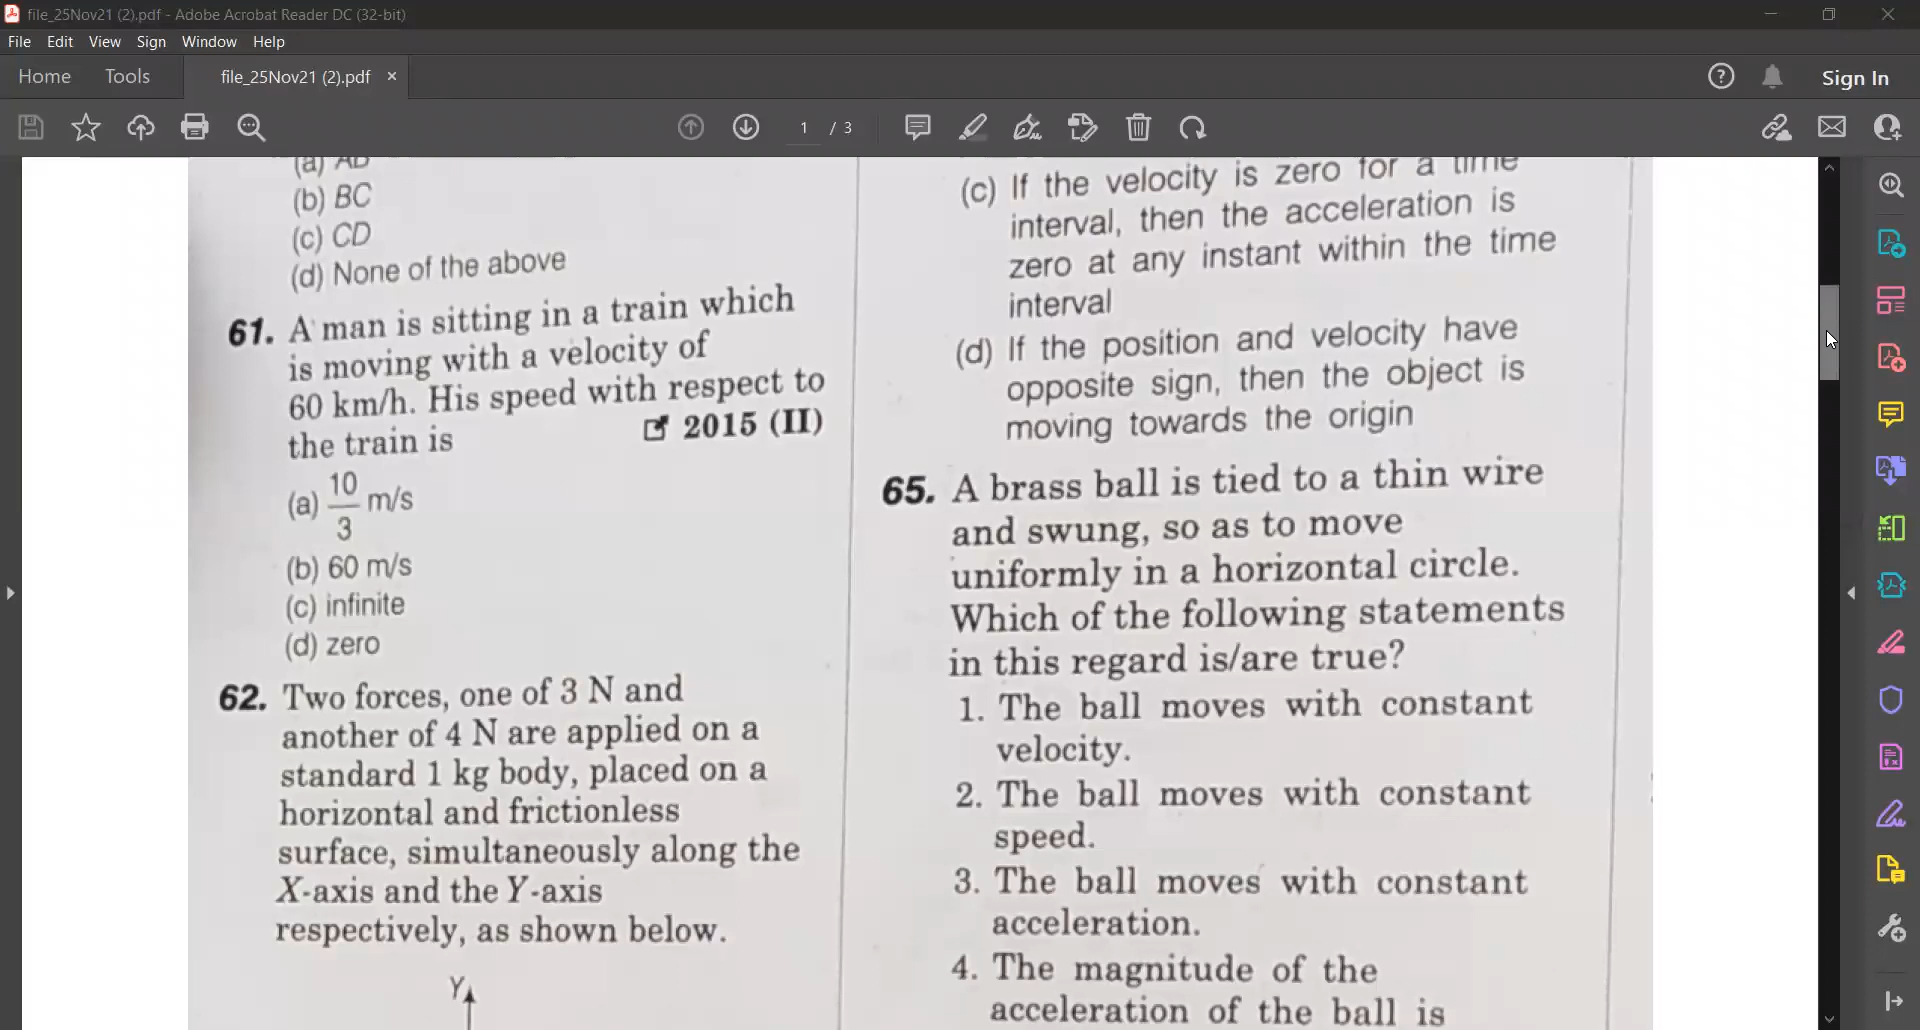 file_25Nov21 (2).pdf - Adobe Acrobat Reader DC (32-bit)
File Edit View Sign Window Help
Home Tools file_25Nov21 (2).pdf × Sign In
1 / 3
(a) AD
(b) BC
(c) CD
(d) None of the above
61. A man is sitting in a train which
is moving with a velocity of
60 km/h. His speed with respect to
the train is 2015 (II)
(a) 10/3 m/s
(b) 60 m/s
(c) infinite
(d) zero
62. Two forces, one of 3 N and
another of 4 N are applied on a
standard 1 kg body, placed on a
horizontal and frictionless
surface, simultaneously along the
X-axis and the Y-axis
respectively, as shown below.
Y
(c) If the velocity is zero for a time
interval, then the acceleration is
zero at any instant within the time
interval
(d) If the position and velocity have
opposite sign, then the object is
moving towards the origin
65. A brass ball is tied to a thin wire
and swung, so as to move
uniformly in a horizontal circle.
Which of the following statements
in this regard is/are true?
1. The ball moves with constant
velocity.
2. The ball moves with constant
speed.
3. The ball moves with constant
acceleration.
4. The magnitude of the
acceleration of the ball is